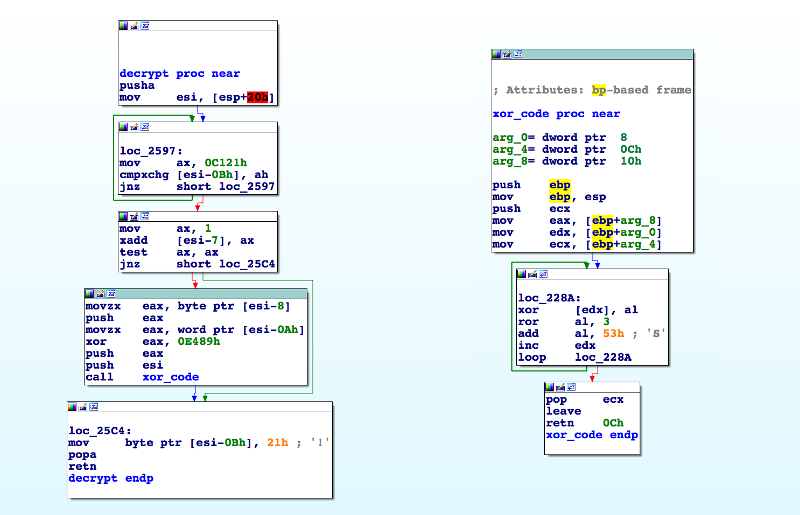 decrypt proc near
pusha
mov esi, [esp+20h]
loc_2597:
mov ax, 0C121h
cmpxchg [esi-0Bh], ah
jnz short loc_2597
mov ax, 1
xadd [esi-7], ax
test ax, ax
jnz short loc_25C4
movzx eax, byte ptr [esi-8]
push eax
movzx eax, word ptr [esi-0Ah]
xor eax, 0E489h
push eax
push esi
call xor_code
loc_25C4:
mov byte ptr [esi-0Bh], 21h ; '!'
popa
retn
decrypt endp
; Attributes: bp-based frame
xor_code proc near
arg_0= dword ptr 8
arg_4= dword ptr 0Ch
arg_8= dword ptr 10h
push ebp
mov ebp, esp
push ecx
mov eax, [ebp+arg_8]
mov edx, [ebp+arg_0]
mov ecx, [ebp+arg_4]
loc_228A:
xor [edx], al
ror al, 3
add al, 53h ; 'S'
inc edx
loop loc_228A
pop ecx
leave
retn 0Ch
xor_code endp